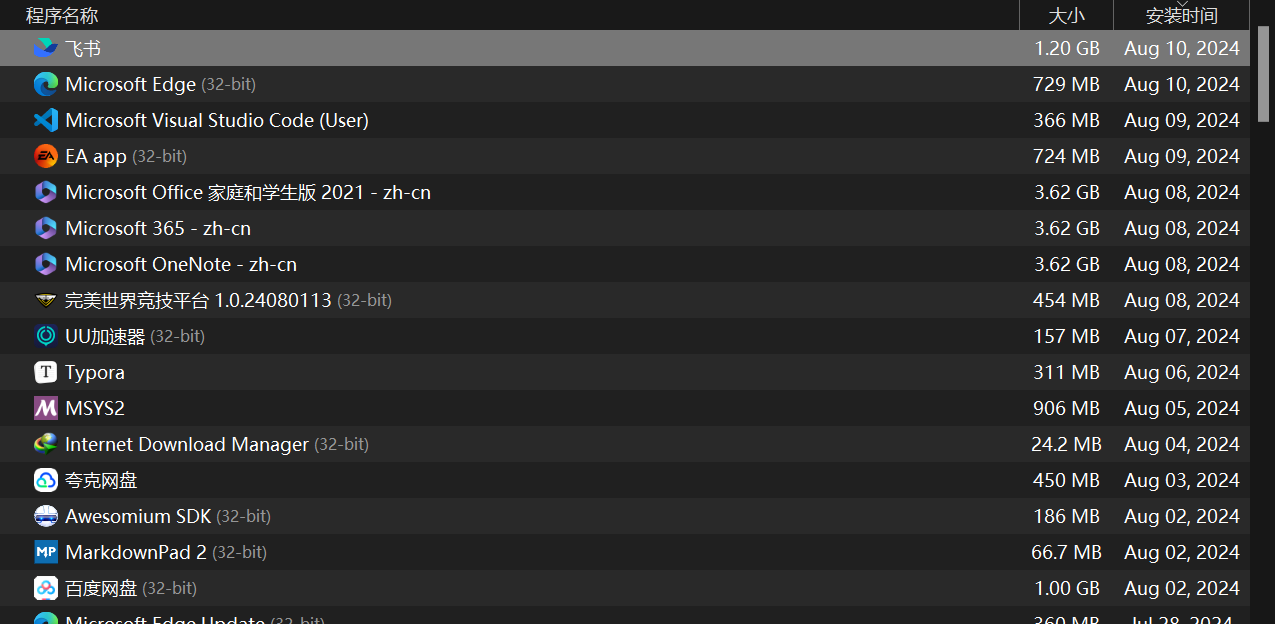 程序名称 大小 安装时间
飞书 1.20 GB Aug 10, 2024
Microsoft Edge (32-bit) 729 MB Aug 10, 2024
Microsoft Visual Studio Code (User) 366 MB Aug 09, 2024
EA app (32-bit) 724 MB Aug 09, 2024
Microsoft Office 家庭和学生版 2021 - zh-cn 3.62 GB Aug 08, 2024
Microsoft 365 - zh-cn 3.62 GB Aug 08, 2024
Microsoft OneNote - zh-cn 3.62 GB Aug 08, 2024
完美世界竞技平台 1.0.24080113 (32-bit) 454 MB Aug 08, 2024
UU加速器 (32-bit) 157 MB Aug 07, 2024
Typora 311 MB Aug 06, 2024
MSYS2 906 MB Aug 05, 2024
Internet Download Manager (32-bit) 24.2 MB Aug 04, 2024
夸克网盘 450 MB Aug 03, 2024
Awesomium SDK (32-bit) 186 MB Aug 02, 2024
MarkdownPad 2 (32-bit) 66.7 MB Aug 02, 2024
百度网盘 (32-bit) 1.00 GB Aug 02, 2024
Microsoft Edge Update (32-bit) 360 MB Jul 28, 2024